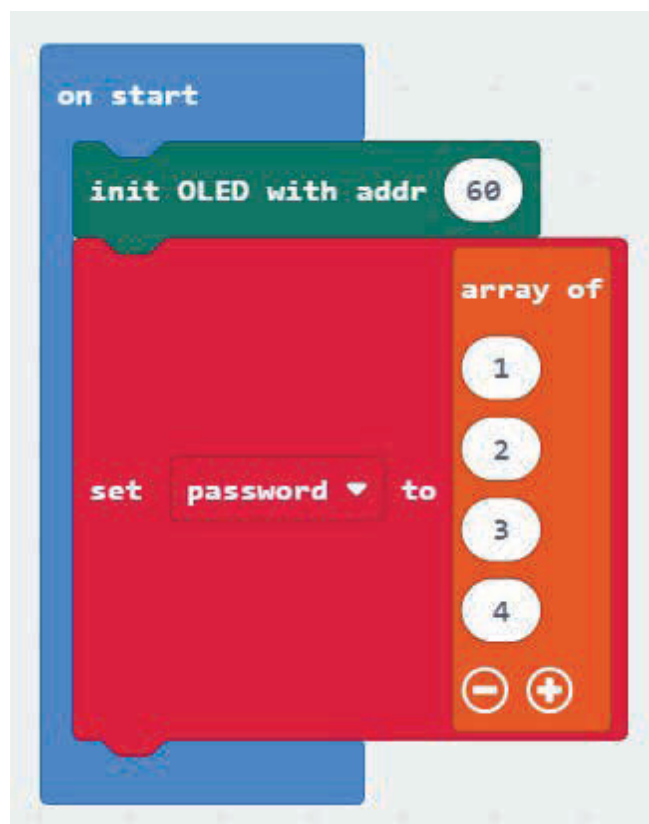 on start
init OLED with addr 60
array of
1
2
set password to
3
4